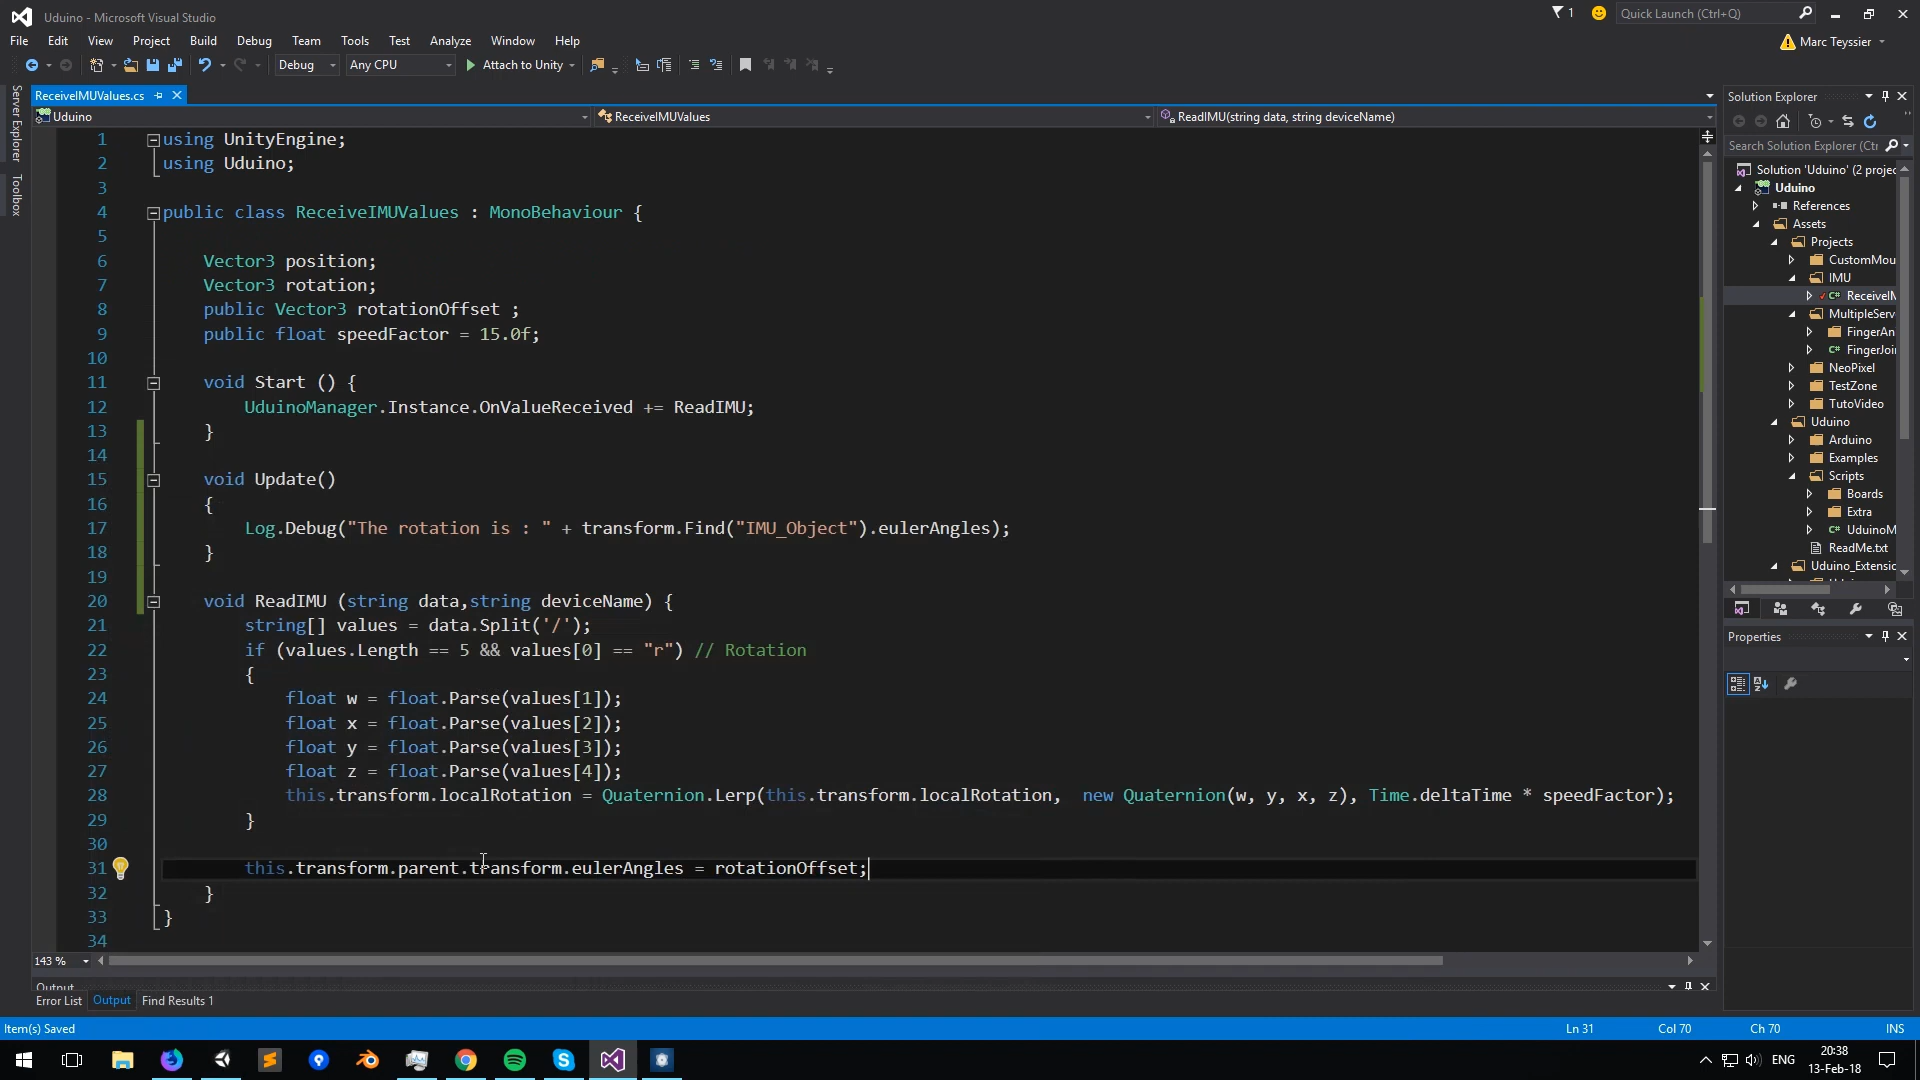 Uduino - Microsoft Visual Studio
1
Quick Launch (Ctrl+Q)
File Edit View Project Build Debug Team Tools Test Analyze Window Help
Marc Teyssier
Debug Any CPU Attach to Unity
Server Explorer
Toolbox
ReceiveIMUValues.cs
Uduino ReceiveIMUValues ReadIMU(string data, string deviceName)
1 using UnityEngine;
2 using Uduino;
3
4 public class ReceiveIMUValues : MonoBehaviour {
5
6 Vector3 position;
7 Vector3 rotation;
8 public Vector3 rotationOffset ;
9 public float speedFactor = 15.0f;
10
11 void Start () {
12 UduinoManager.Instance.OnValueReceived += ReadIMU;
13 }
14
15 void Update()
16 {
17 Log.Debug("The rotation is : " + transform.Find("IMU_Object").eulerAngles);
18 }
19
20 void ReadIMU (string data,string deviceName) {
21 string[] values = data.Split('/');
22 if (values.Length == 5 && values[0] == "r") // Rotation
23 {
24 float w = float.Parse(values[1]);
25 float x = float.Parse(values[2]);
26 float y = float.Parse(values[3]);
27 float z = float.Parse(values[4]);
28 this.transform.localRotation = Quaternion.Lerp(this.transform.localRotation,  new Quaternion(w, y, x, z), Time.deltaTime * speedFactor);
29 }
30
31 this.transform.parent.transform.eulerAngles = rotationOffset;
32 }
33 }
34
143 %
Output
Error List Output Find Results 1
Solution Explorer
Search Solution Explorer (Ctr
Solution 'Uduino' (2 projec
Uduino
References
Assets
Projects
CustomMou
IMU
ReceiveIM
MultipleServ
FingerAn
FingerJoi
NeoPixel
TestZone
TutoVideo
Uduino
Arduino
Examples
Scripts
Boards
Extra
UduinoM
ReadMe.txt
Uduino_Extensic
Properties
Item(s) Saved
Ln 31 Col 70 Ch 70 INS
ENG
20:38
13-Feb-18